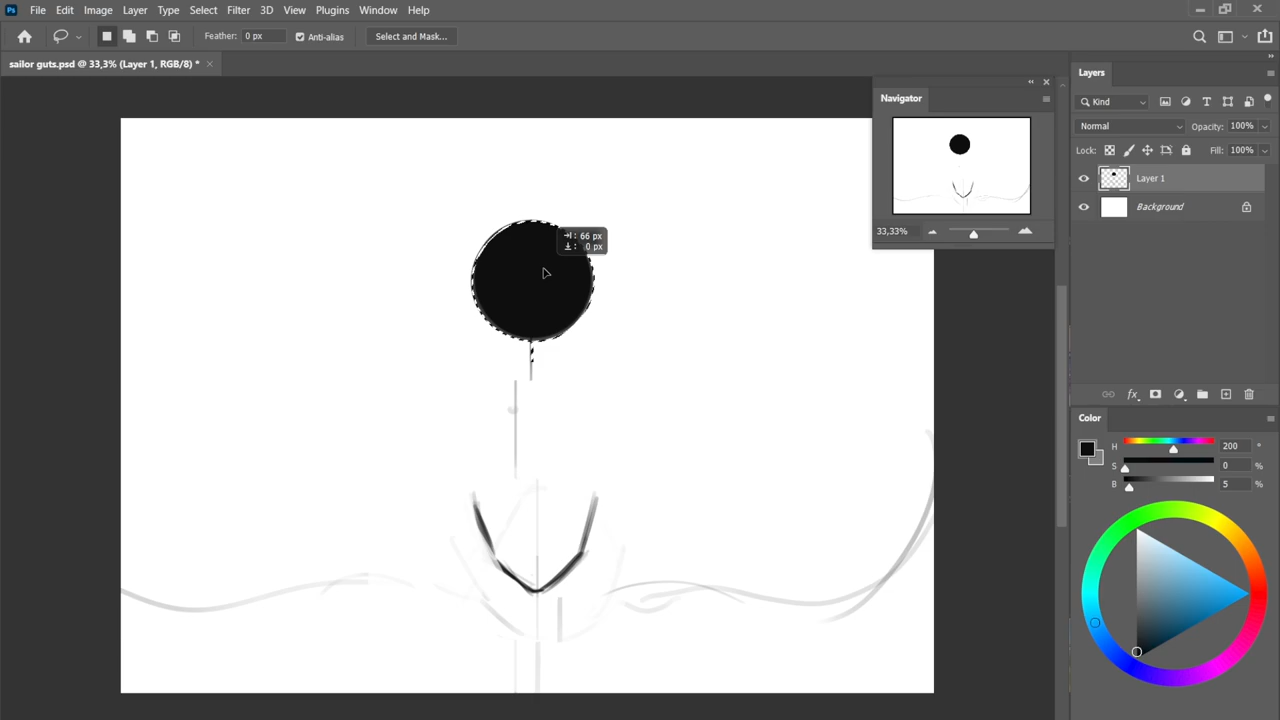 Ps File Edit Image Layer Type Select Filter 3D View Plugins Window Help
Feather: 0 px Anti-alias Select and Mask...
sailor guts.psd @ 33,3% (Layer 1, RGB/8) *
Navigator
33,33%
66 px
0 px
Layers
Kind
Normal Opacity: 100%
Lock: Fill: 100%
Layer 1
Background
fx
Color
H 200 °
S 0 %
B 5 %